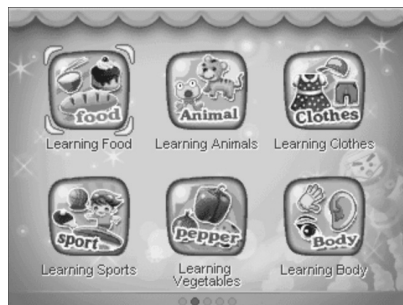 food
Animal
Clothes
Learning Food
Learning Animals
Learning Clothes
sport
pepper
Body
Learning Sports
Learning
Vegetables
Learning Body